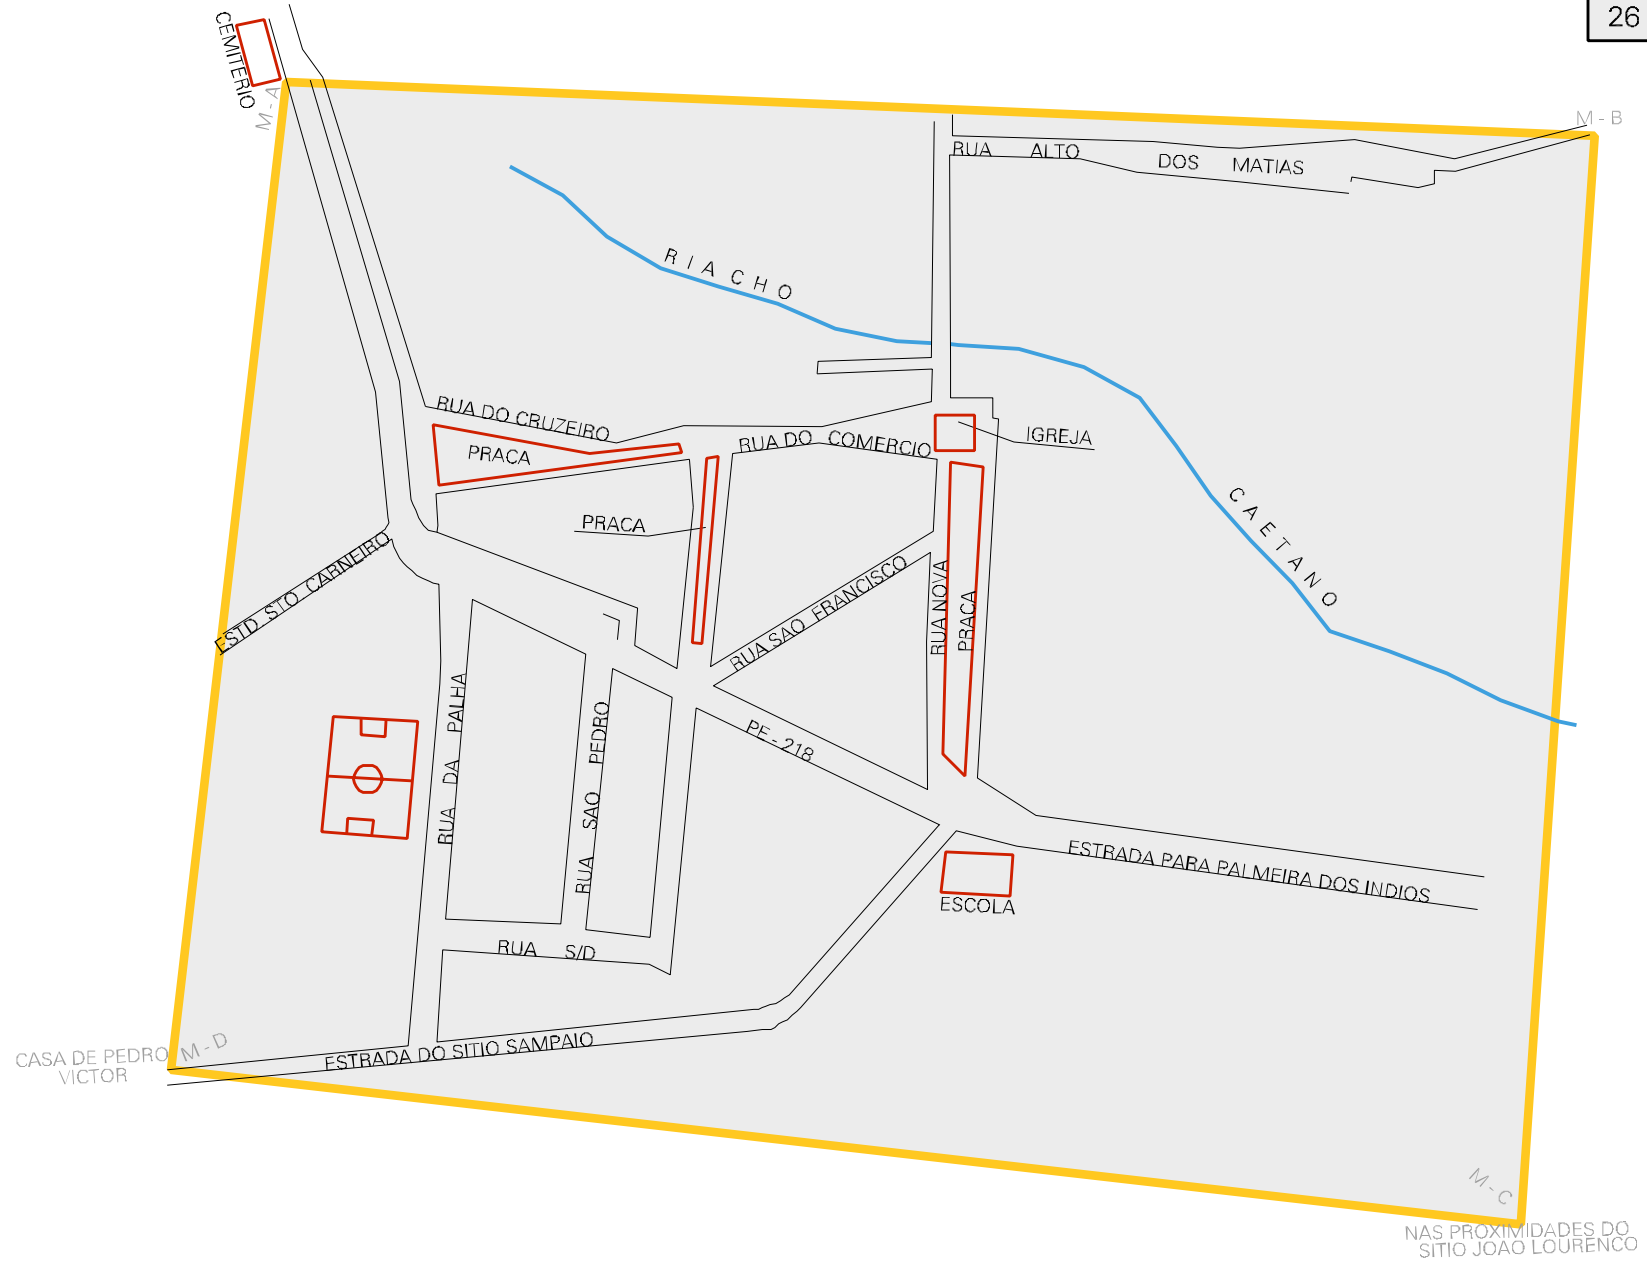 26
CEMITERIO
M - A
M - B
RUA ALTO DOS MATIAS
RIACHO
RUA DO CRUZEIRO
PRACA
RUA DO COMERCIO
IGREJA
PRACA
CAETANO
ESTD STO CARNEIRO
RUA SAO FRANCISCO
RUA NOVA
PRACA
RUA DA PALHA
RUA SAO PEDRO
PE - 218
ESTRADA PARA PALMEIRA DOS INDIOS
ESCOLA
RUA S/D
ESTRADA DO SITIO SAMPAIO
M - D
CASA DE PEDRO
VICTOR
M - C
NAS PROXIMIDADES DO
SITIO JOAO LOURENCO